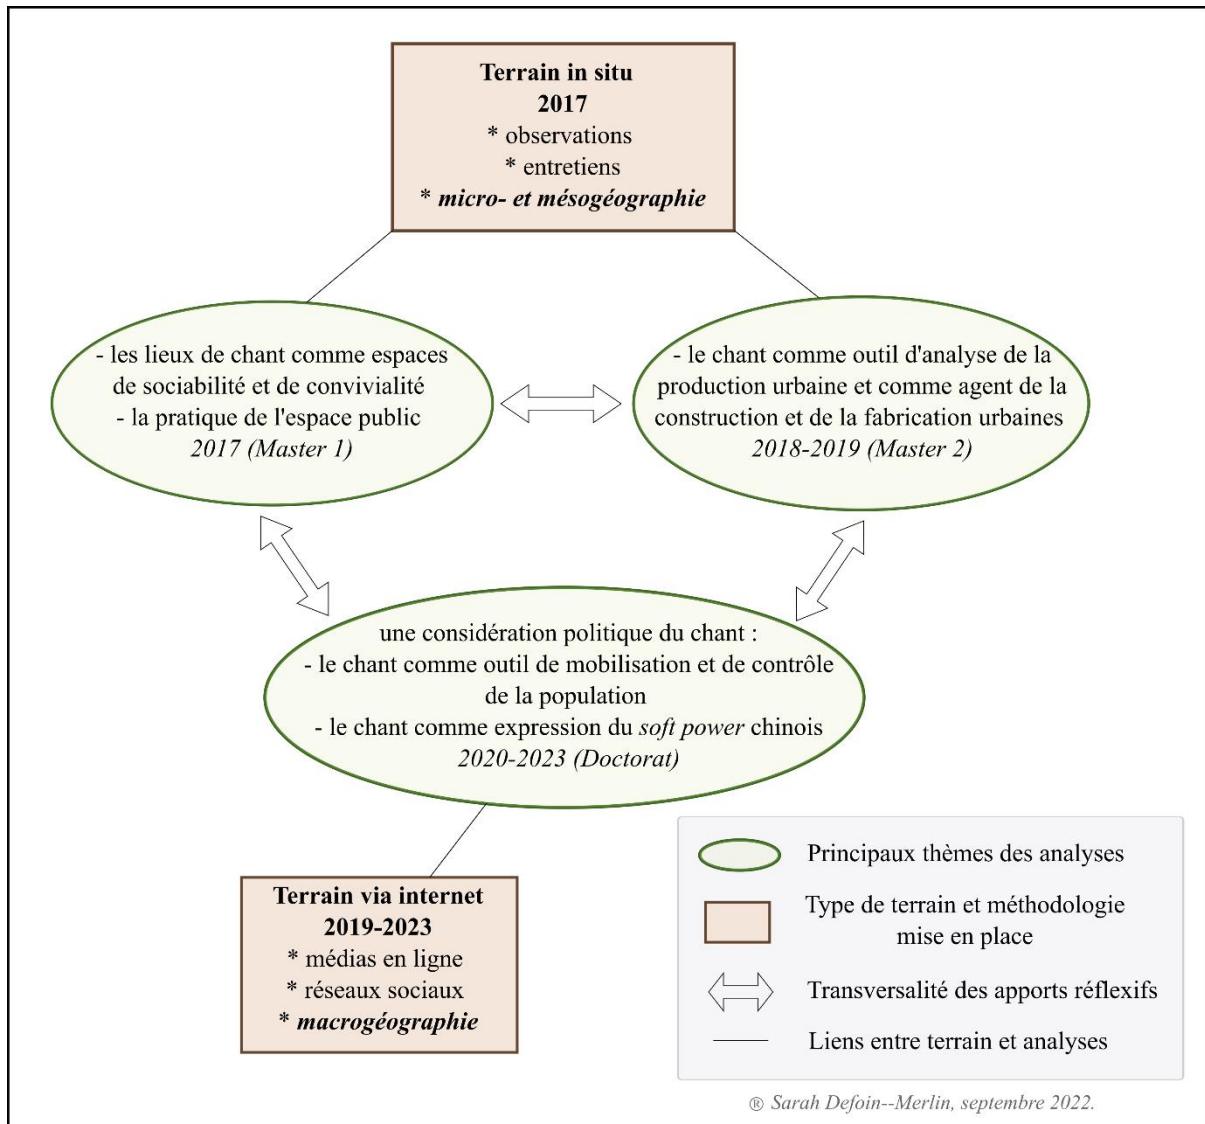 Terrain in situ
2017
* observations
* entretiens
* micro- et mésogéographie
- les lieux de chant comme espaces
de sociabilité et de convivialité
- la pratique de l'espace public
2017 (Master 1)
- le chant comme outil d'analyse de la
production urbaine et comme agent de la
construction et de la fabrication urbaines
2018-2019 (Master 2)
une considération politique du chant :
- le chant comme outil de mobilisation et de contrôle
de la population
- le chant comme expression du soft power chinois
2020-2023 (Doctorat)
Terrain via internet
2019-2023
* médias en ligne
* réseaux sociaux
* macrogéographie
Principaux thèmes des analyses
Type de terrain et méthodologie
mise en place
Transversalité des apports réflexifs
Liens entre terrain et analyses
® Sarah Defoin--Merlin, septembre 2022.